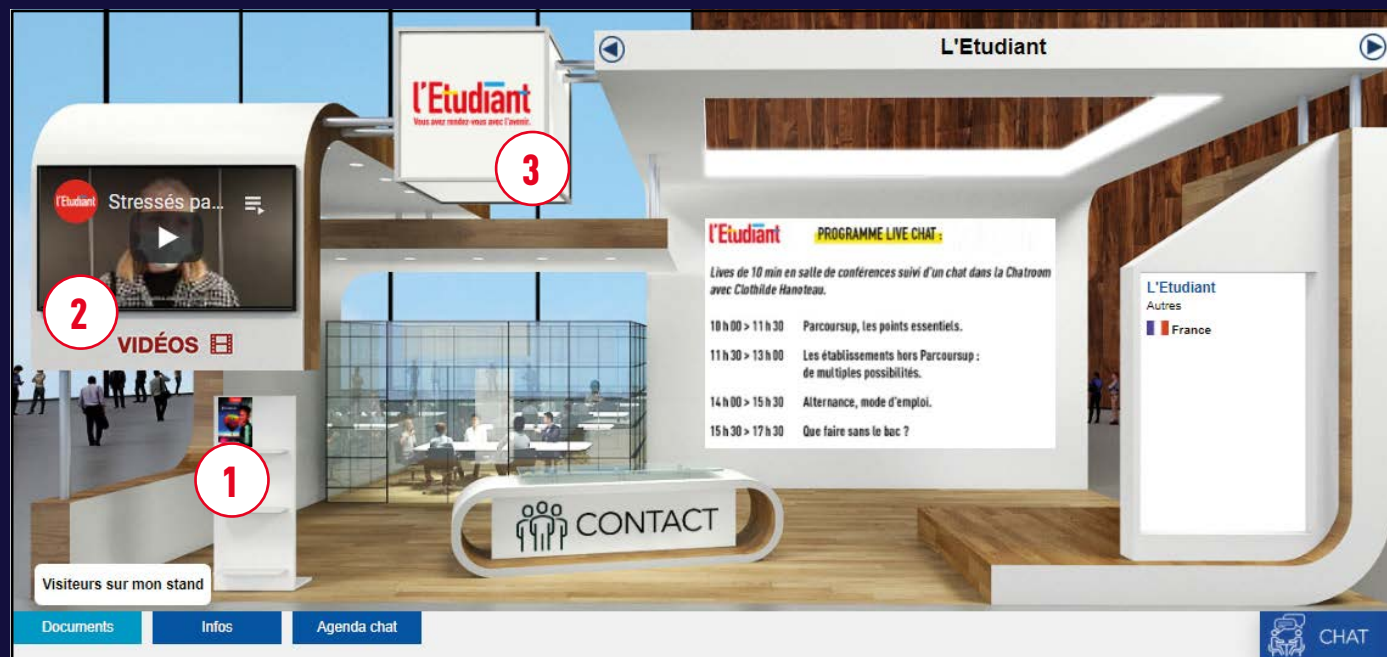 L'Etudiant
l'Etudiant
Vous avez rendez-vous avec l'avenir.
3
l'Etudiant
Stressés pa...
2
VIDÉOS
1
l'Etudiant PROGRAMME LIVE CHAT :
Lives de 10 min en salle de conférences suivi d'un chat dans la Chatroom
avec Clothilde Hanoteau.
10 h 00 > 11 h 30 Parcoursup, les points essentiels.
11 h 30 > 13 h 00 Les établissements hors Parcoursup :
de multiples possibilités.
14 h 00 > 15 h 30 Alternance, mode d'emploi.
15 h 30 > 17 h 30 Que faire sans le bac ?
L'Etudiant
Autres
France
CONTACT
Visiteurs sur mon stand
Documents Infos Agenda chat
CHAT